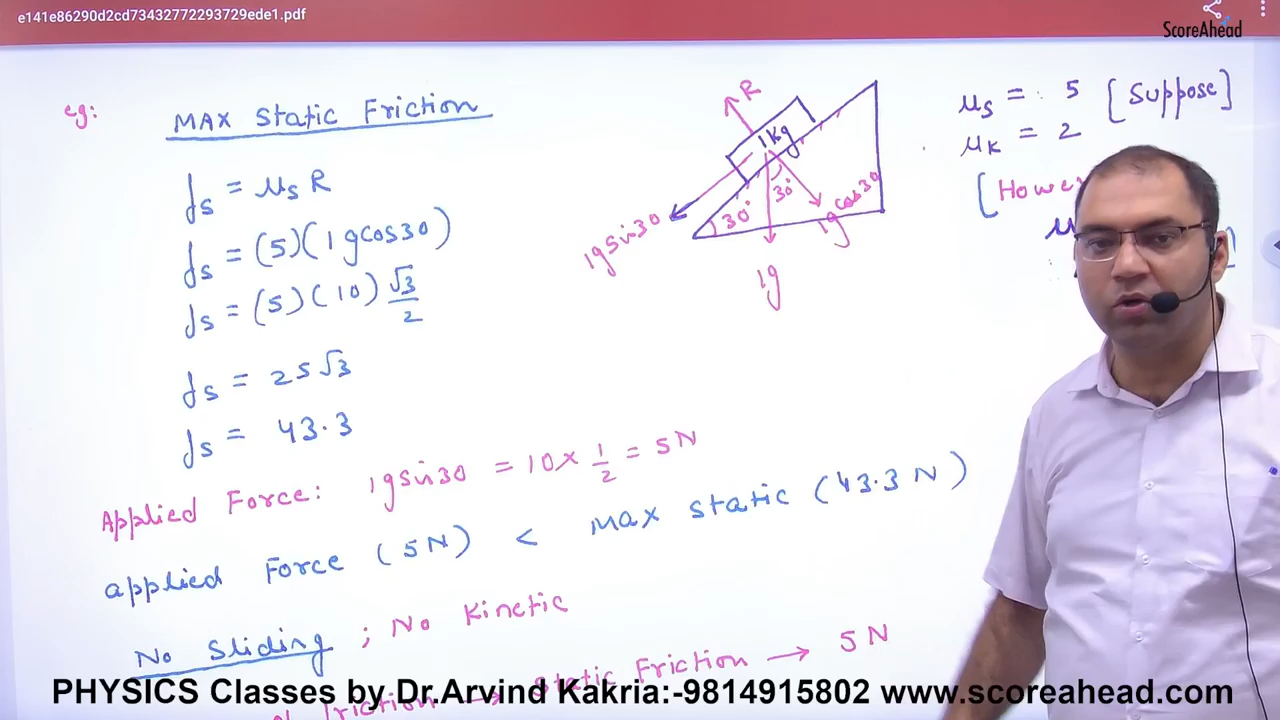 e141e86290d2cd73432772293729ede1.pdf
ScoreAhead
eg: MAX Static Friction
fs = μs R
fs = (5)(1gcos30)
fs = (5)(10) √3/2
fs = 25√3
fs = 43.3
R
1kg
1gsin30
30°
30°
1gcos30
1g
μs = 5 [Suppose]
μK = 2
Applied Force: 1gsin30 = 10 × 1/2 = 5N
applied Force (5N) < Max static (43.3 N)
No Sliding ; No Kinetic
Friction → Static Friction → 5N
PHYSICS Classes by Dr.Arvind Kakria:-9814915802 www.scoreahead.com